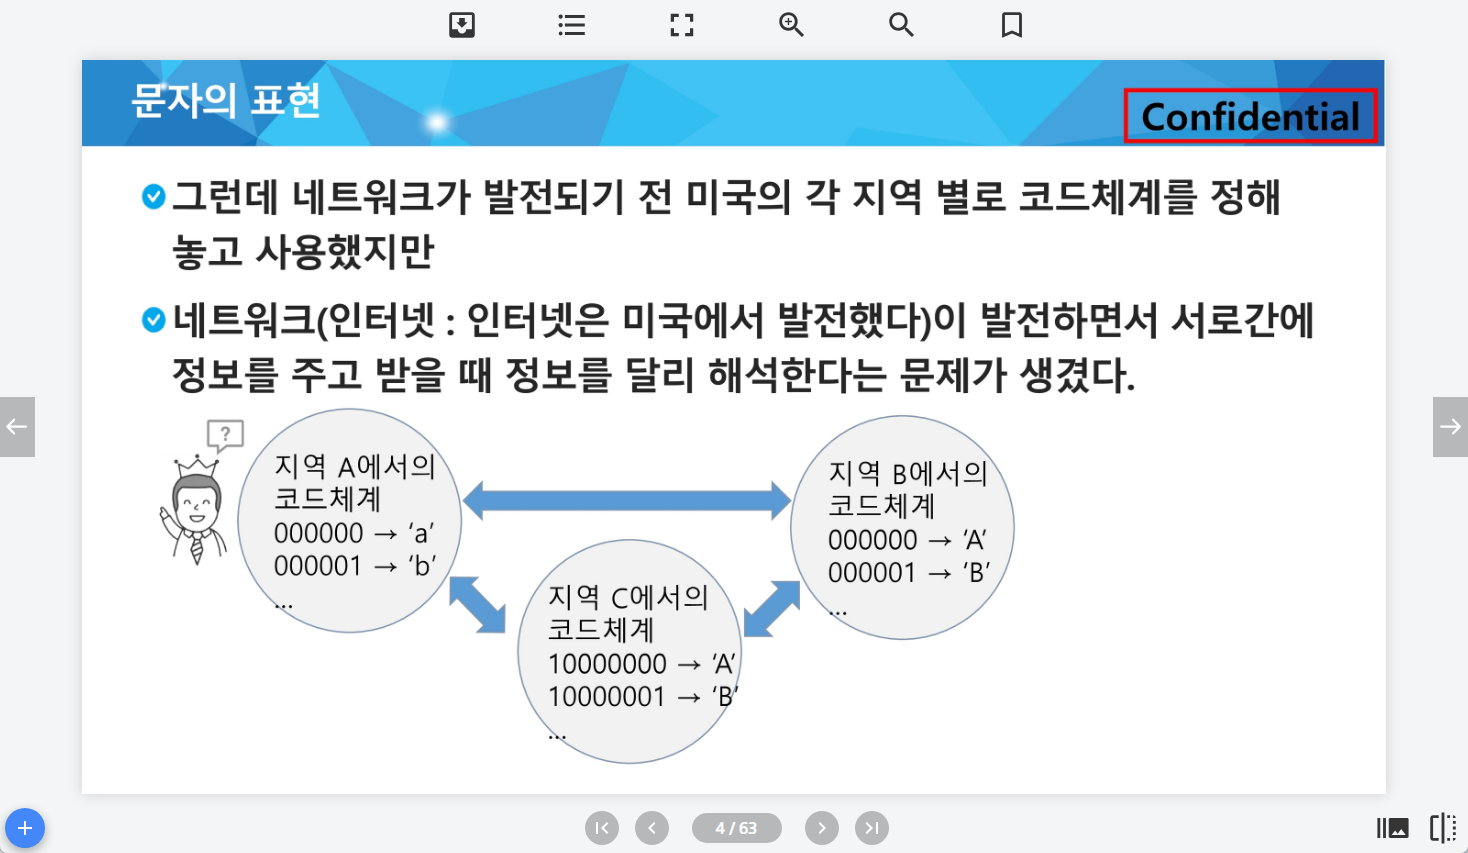 문자의 표현
Confidential
그런데 네트워크가 발전되기 전 미국의 각 지역 별로 코드체계를 정해
놓고 사용했지만
네트워크(인터넷 : 인터넷은 미국에서 발전했다)이 발전하면서 서로간에
정보를 주고 받을 때 정보를 달리 해석한다는 문제가 생겼다.
?
지역 A에서의
코드체계
000000 → ‘a’
000001 → ‘b’
...
지역 B에서의
코드체계
000000 → ‘A’
000001 → ‘B’
...
지역 C에서의
코드체계
10000000 → ‘A’
10000001 → ‘B’
...
4 / 63